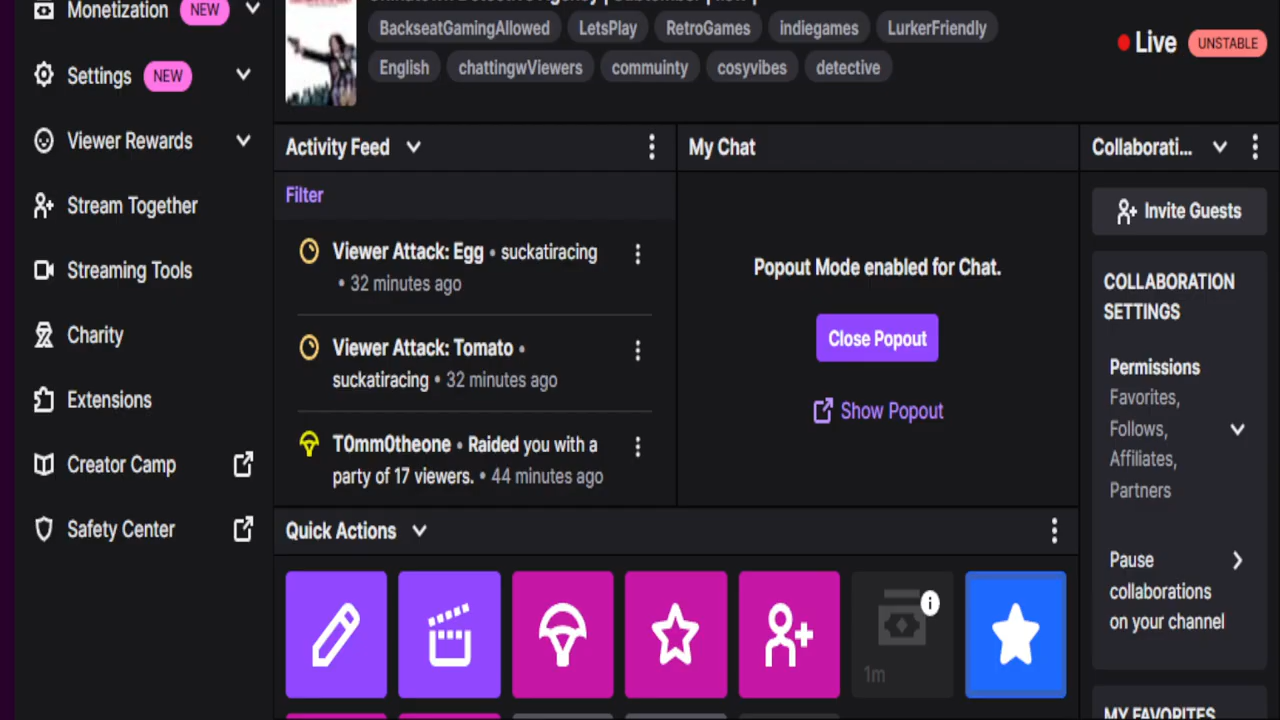 Monetization NEW
Settings NEW
Viewer Rewards
Stream Together
Streaming Tools
Charity
Extensions
Creator Camp
Safety Center
BackseatGamingAllowed LetsPlay RetroGames indiegames LurkerFriendly
English chattingwViewers commuinty cosyvibes detective
Live UNSTABLE
Activity Feed
Filter
Viewer Attack: Egg • suckatiracing
• 32 minutes ago
Viewer Attack: Tomato •
suckatiracing • 32 minutes ago
T0mmOtheone • Raided you with a
party of 17 viewers. • 44 minutes ago
My Chat
Popout Mode enabled for Chat.
Close Popout
Show Popout
Quick Actions
1m
Collaborati...
Invite Guests
COLLABORATION
SETTINGS
Permissions
Favorites,
Follows,
Affiliates,
Partners
Pause
collaborations
on your channel
MY FAVORITES